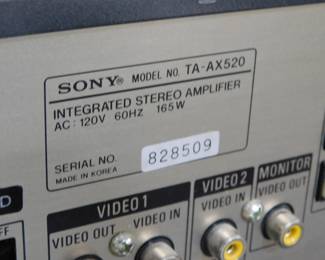 SONY® MODEL NO. TA-AX520
INTEGRATED STEREO AMPLIFIER
AC: 120V 60HZ 165W
SERIAL NO. 828509
MADE IN KOREA
VIDEO 1
VIDEO OUT VIDEO IN
VIDEO 2
VIDEO IN
MONITOR
VIDEO OUT